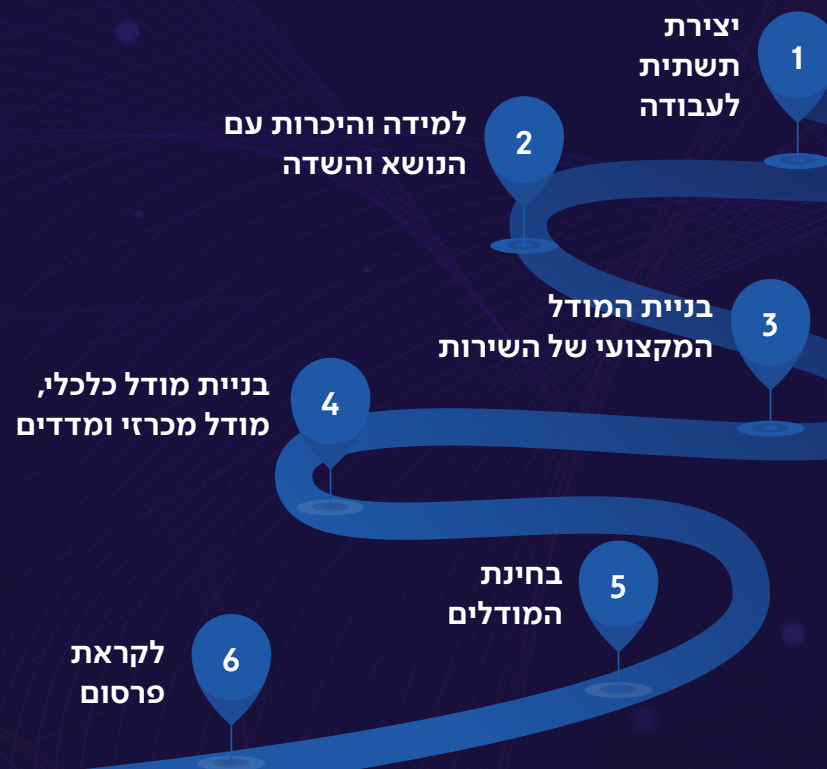 1
יצירת
תשתית
לעבודה
2
למידה והיכרות עם
הנושא והשדה
3
בניית המודל
המקצועי של השירות
4
בניית מודל כלכלי,
מודל מכרזי ומדדים
5
בחינת
המודלים
6
לקראת
פרסום